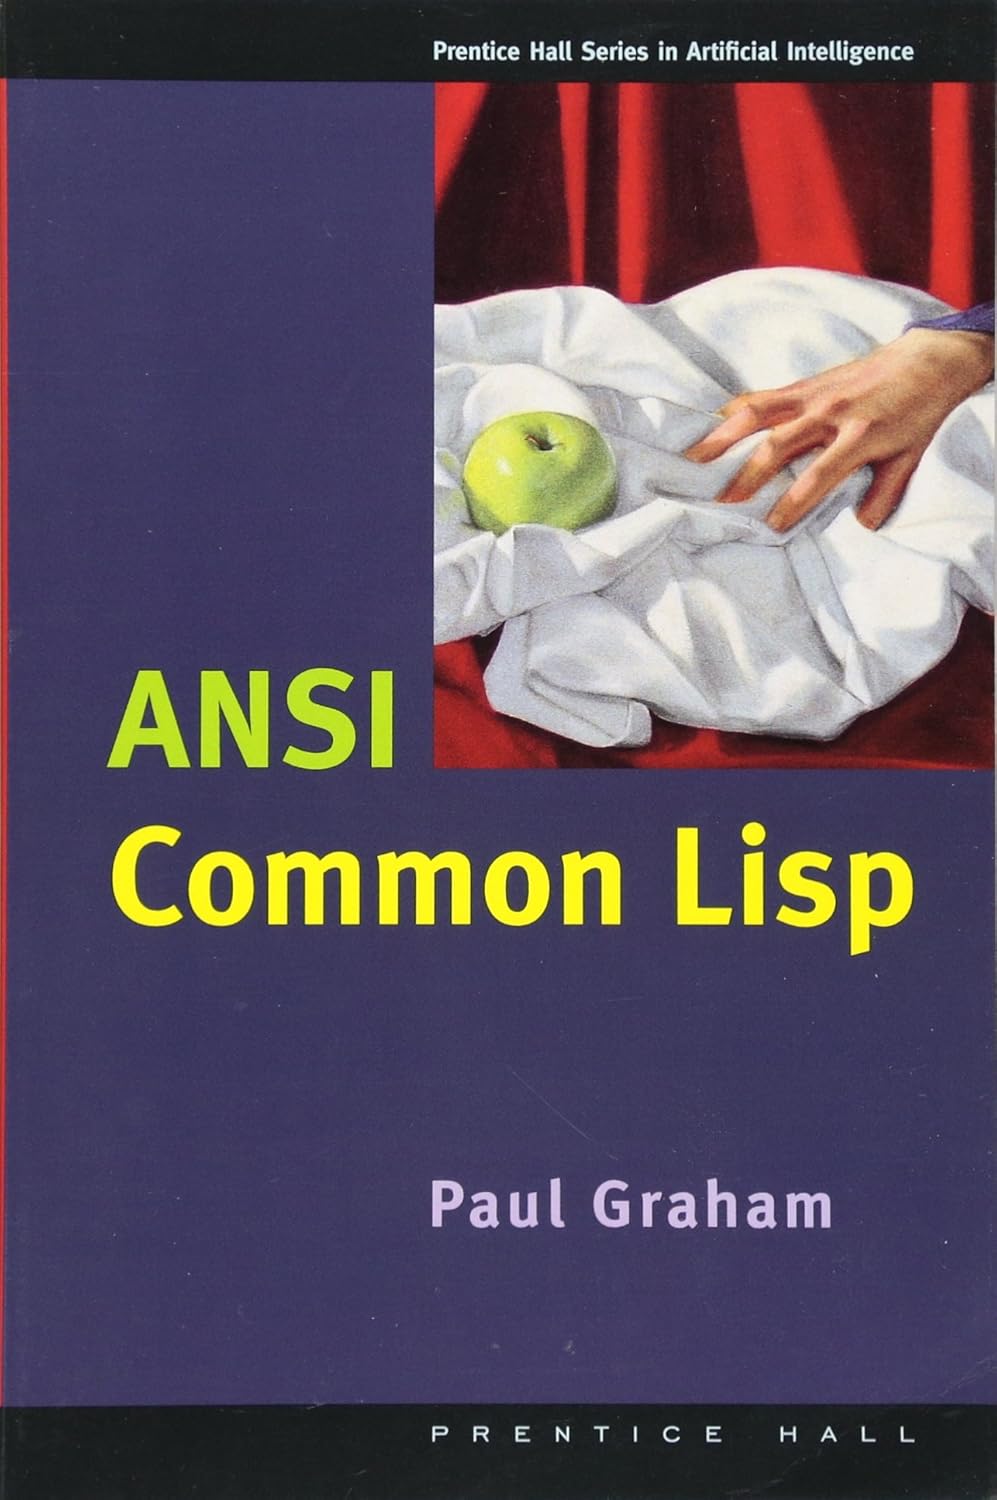 Prentice Hall Series in Artificial Intelligence
ANSI
Common Lisp
Paul Graham
PRENTICE HALL